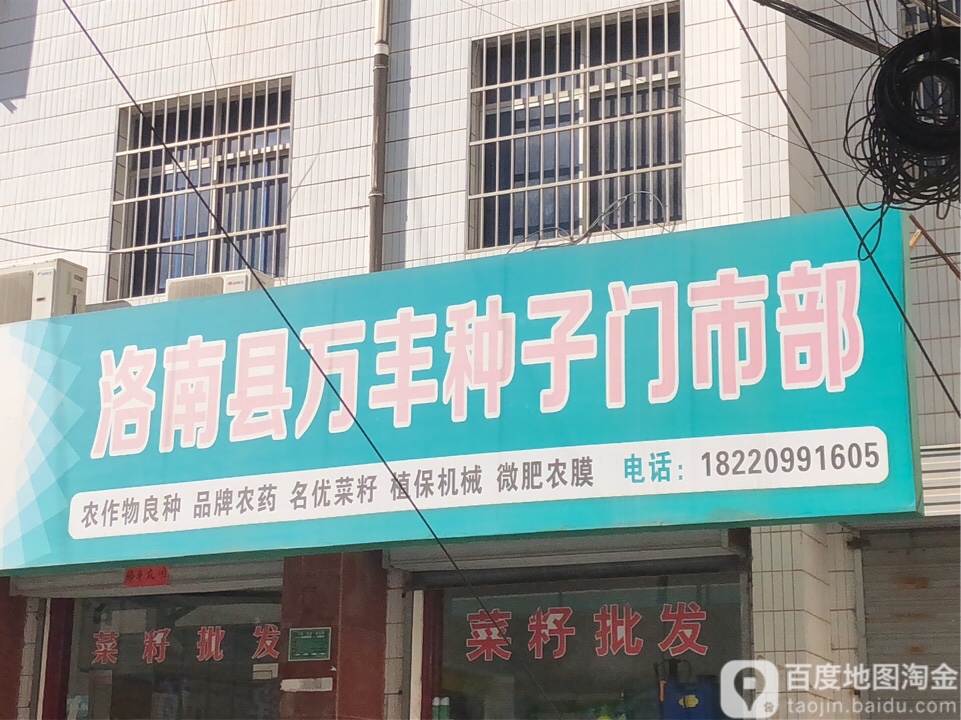 洛南县万丰种子门市部
农作物良种 品牌农药 名优菜籽 植保机械 微肥农膜 电话：18220991605
菜籽批发
菜籽批发
百度地图淘金
taojin.baidu.com